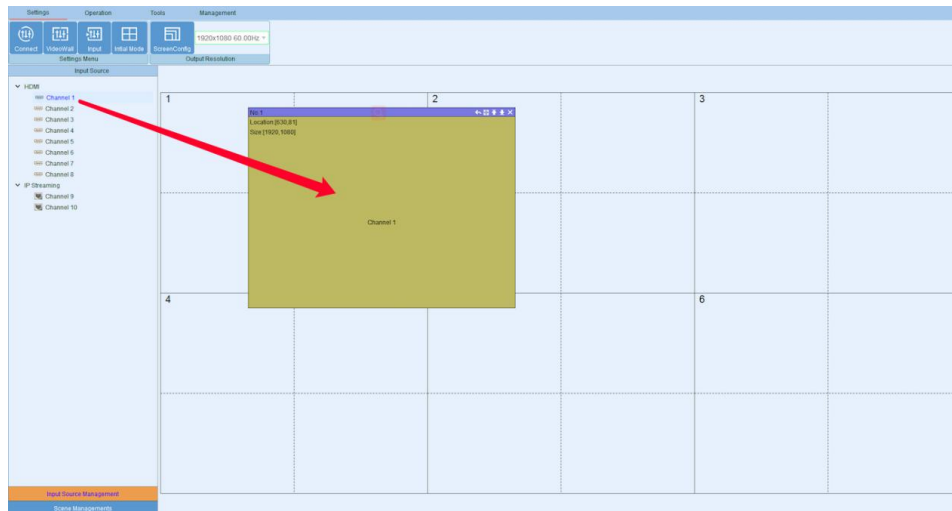 Settings Operation Tools Management
Connect VideoWall Input Initial Mode ScreenConfig 1920x1080 60.00Hz
Settings Menu Output Resolution
Input Source
HDMI
Channel 1
Channel 2
Channel 3
Channel 4
Channel 5
Channel 6
Channel 7
Channel 8
IP Streaming
Channel 9
Channel 10
1 2 3
No.1
Location:[630,81]
Size:[1920,1080]
Channel 1
4 6
Input Source Management
Scene Managements